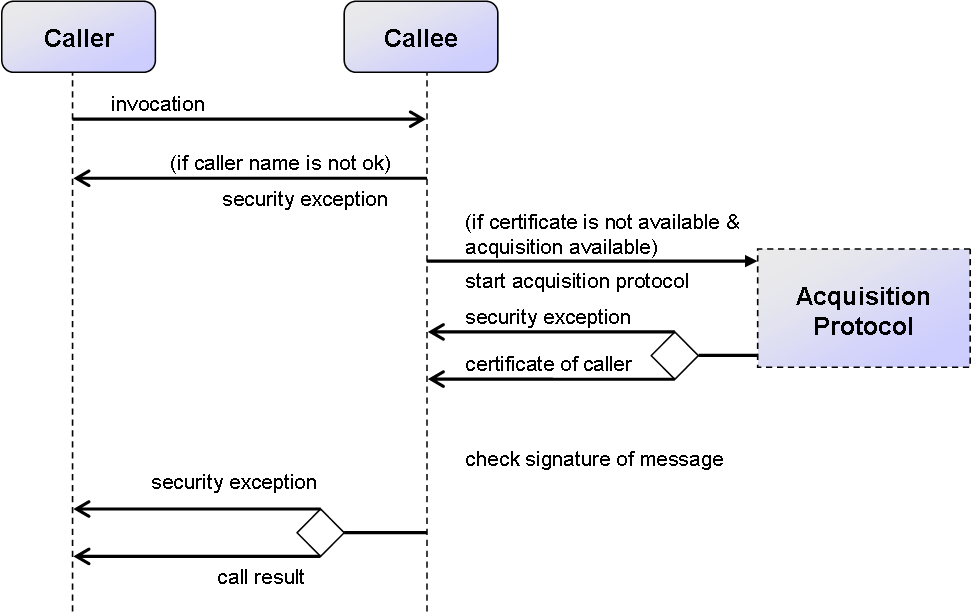 Caller
Callee
invocation
(if caller name is not ok)
security exception
(if certificate is not available &
acquisition available)
start acquisition protocol
Acquisition
Protocol
security exception
certificate of caller
check signature of message
security exception
call result